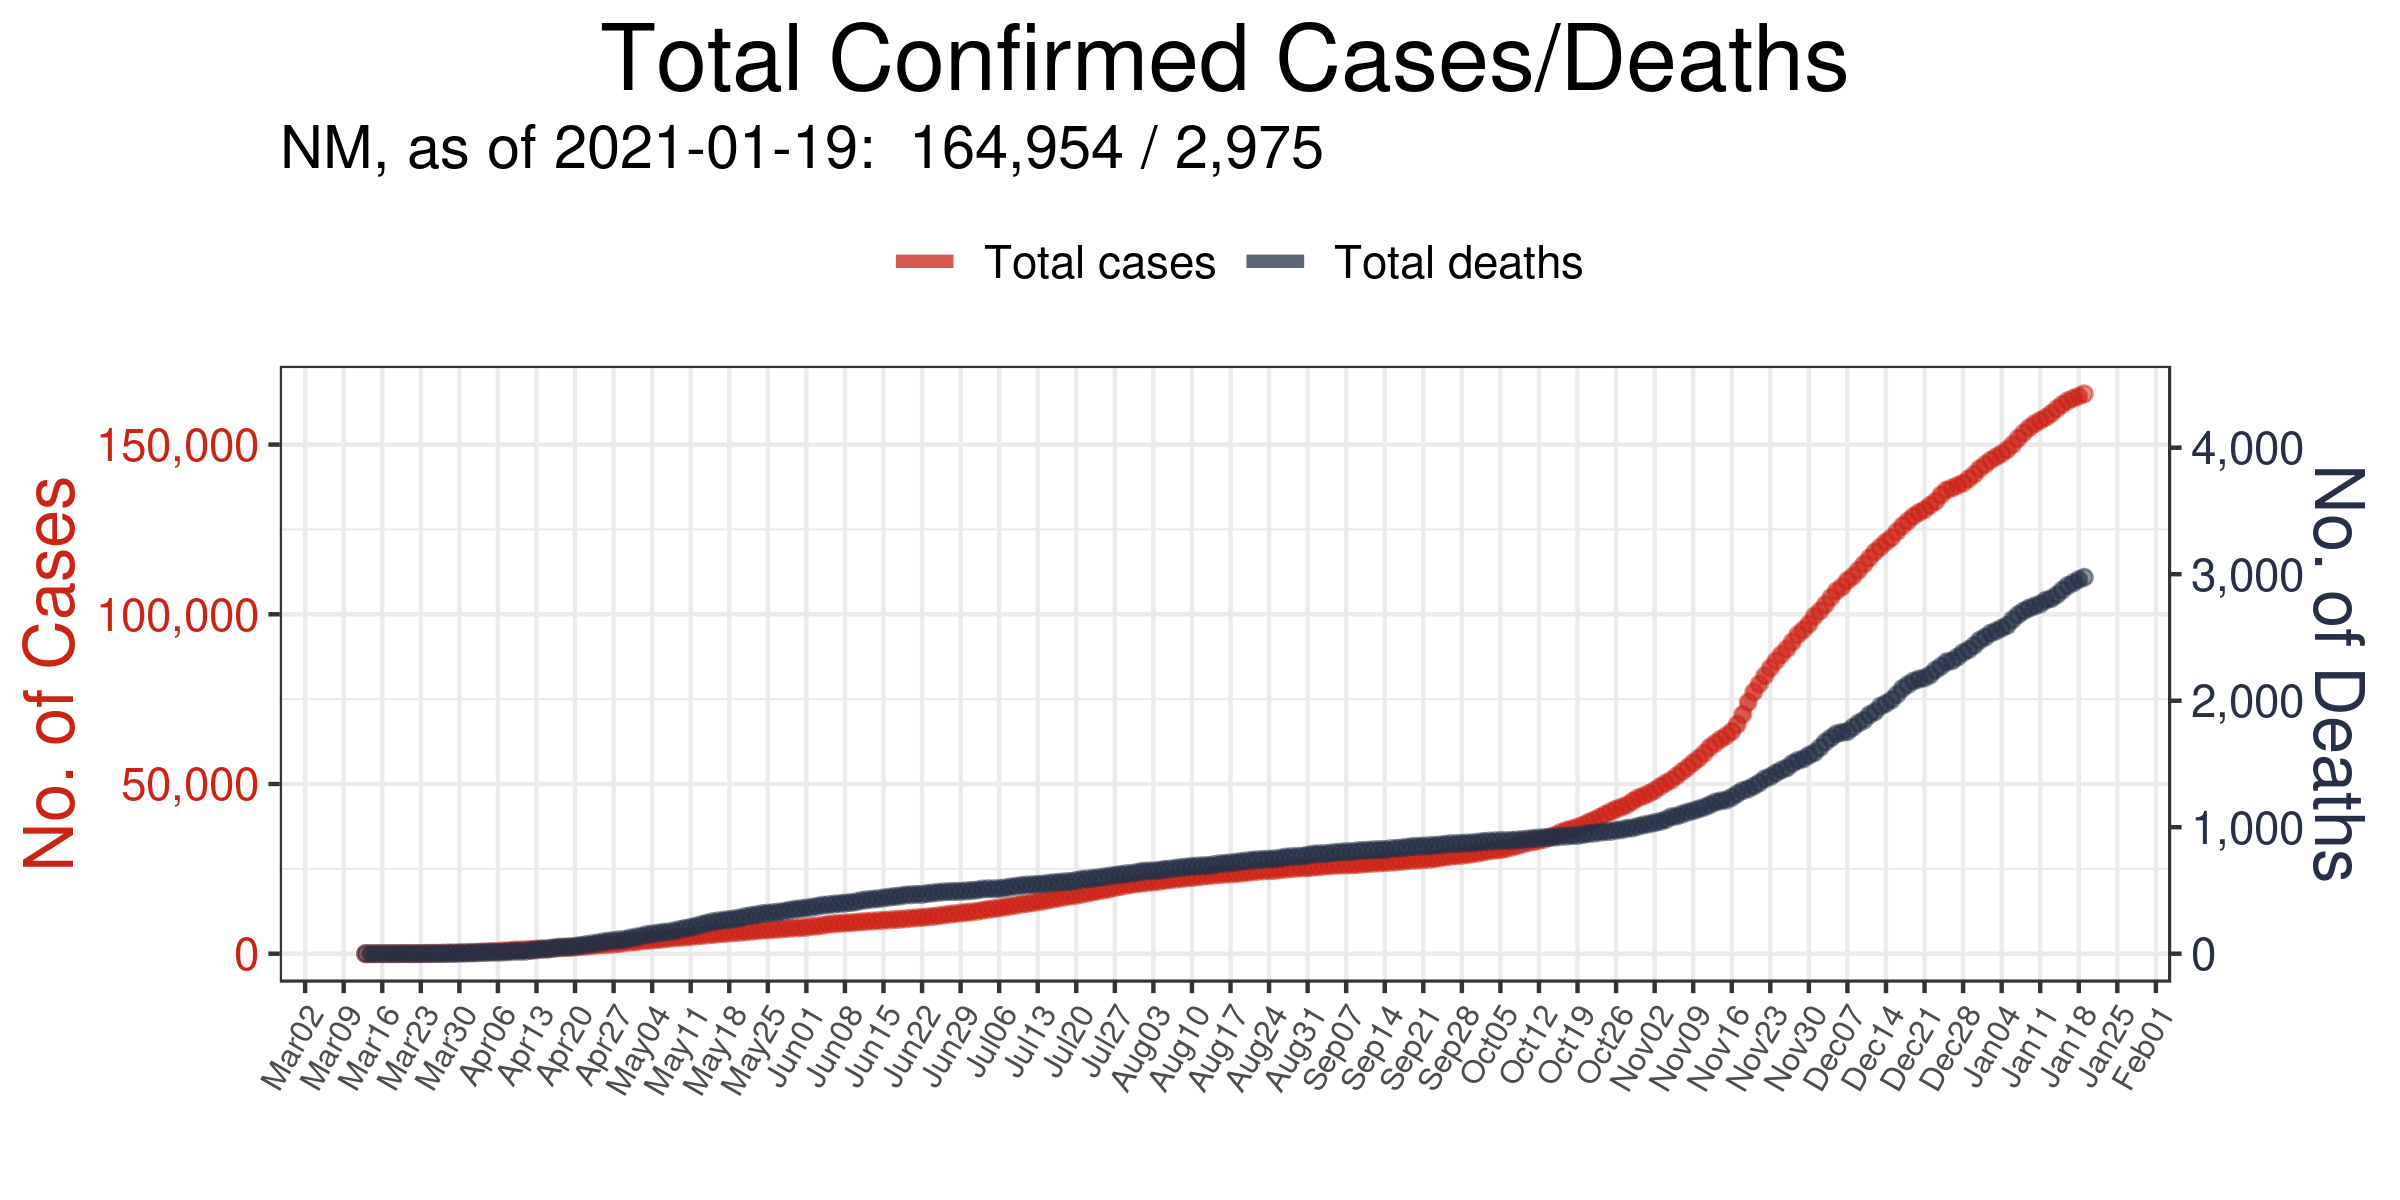 Total Confirmed Cases/Deaths
NM, as of 2021-01-19:  164,954 / 2,975
Total cases
Total deaths
No. of Cases
150,000
100,000
50,000
0
4,000
3,000
2,000
1,000
0
No. of Deaths
Mar02
Mar09
Mar16
Mar23
Mar30
Apr06
Apr13
Apr20
Apr27
May04
May11
May18
May25
Jun01
Jun08
Jun15
Jun22
Jun29
Jul06
Jul13
Jul20
Jul27
Aug03
Aug10
Aug17
Aug24
Aug31
Sep07
Sep14
Sep21
Sep28
Oct05
Oct12
Oct19
Oct26
Nov02
Nov09
Nov16
Nov23
Nov30
Dec07
Dec14
Dec21
Dec28
Jan04
Jan11
Jan18
Jan25
Feb01